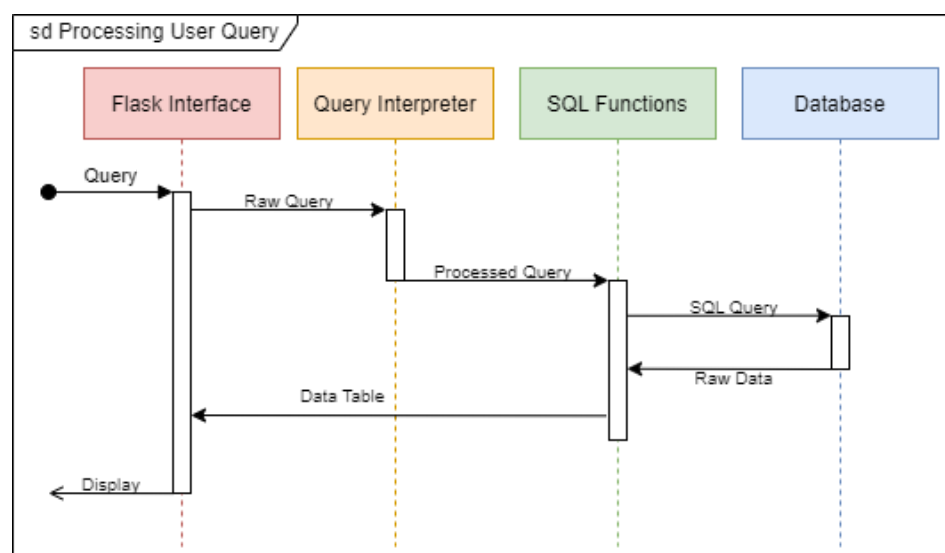 sd Processing User Query
Flask Interface
Query Interpreter
SQL Functions
Database
Query
Raw Query
Processed Query
SQL Query
Raw Data
Data Table
Display